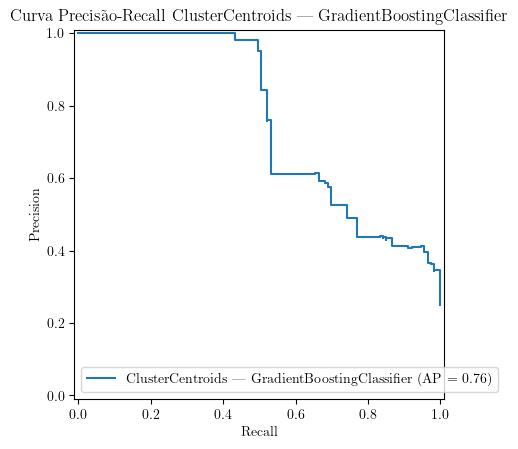 Curva Precisão-Recall ClusterCentroids — GradientBoostingClassifier
1.0
0.8
0.6
0.4
0.2
0.0
Precision
ClusterCentroids — GradientBoostingClassifier (AP = 0.76)
0.0 0.2 0.4 0.6 0.8 1.0
Recall